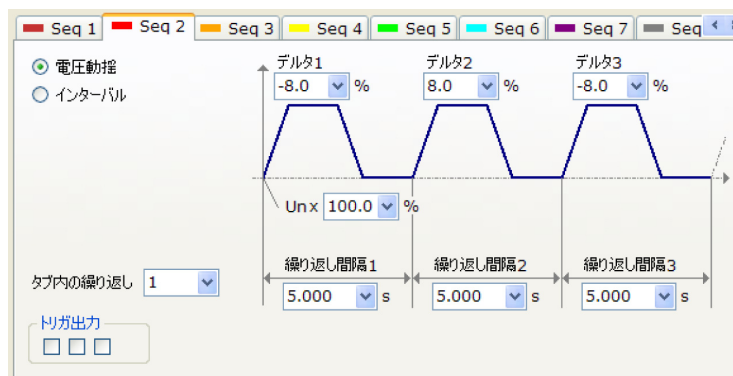 Seq 1 Seq 2 Seq 3 Seq 4 Seq 5 Seq 6 Seq 7 Seq
電圧動揺
インターバル
デルタ1 デルタ2 デルタ3
-8.0 % 8.0 % -8.0 %
Un x 100.0 %
繰り返し間隔1 繰り返し間隔2 繰り返し間隔3
タブ内の繰り返し 1
5.000 s 5.000 s 5.000 s
トリガ出力